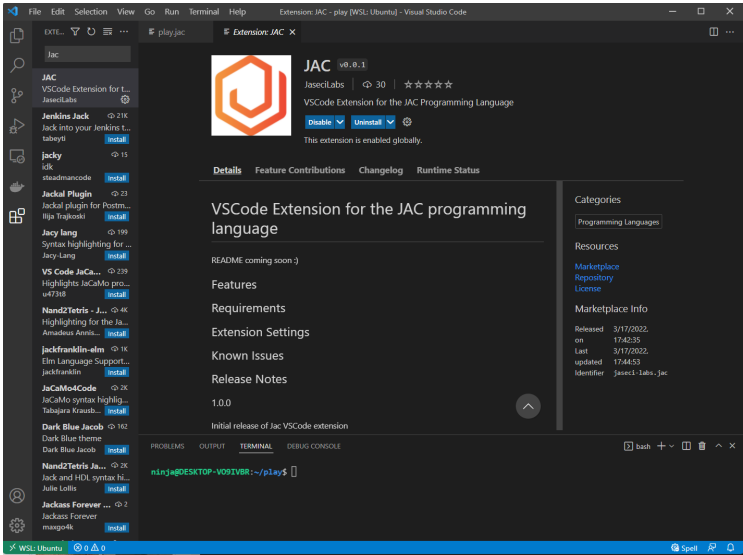 File Edit Selection View Go Run Terminal Help
Extension: JAC - play [WSL: Ubuntu] - Visual Studio Code
EXTE...
play.jac
Extension: JAC
Jac
JAC
VSCode Extension for t...
JaseciLabs
Jenkins Jack 21K
Jack into your Jenkins t...
tabeyti Install
jacky 15
idk
steadmancode Install
Jackal Plugin 23
Jackal plugin for Postm...
Ilija Trajkoski Install
Jacy lang 199
Syntax highlighting for ...
Jacy-Lang Install
VS Code JaCa... 239
Highlights JaCaMo pro...
u473t8 Install
Nand2Tetris - J... 4K
Highlighting for the Ja...
Amadeus Annis... Install
jackfranklin-elm 1K
Elm Language Support...
jackfranklin Install
JaCaMo4Code 2K
JaCaMo syntax highlig...
Tabajara Krausb... Install
Dark Blue Jacob 162
Dark Blue theme
Dark Blue Jacob Install
Nand2Tetris Ja... 2K
Jack and HDL syntax hi...
Julie Lollis Install
Jackass Forever ... 2
Jackass Forever
maxgo4k Install
JAC v0.0.1
JaseciLabs 30
VSCode Extension for the JAC Programming Language
Disable Uninstall
This extension is enabled globally.
Details Feature Contributions Changelog Runtime Status
VSCode Extension for the JAC programming
language
README coming soon :)
Features
Requirements
Extension Settings
Known Issues
Release Notes
1.0.0
Initial release of Jac VSCode extension
Categories
Programming Languages
Resources
Marketplace
Repository
License
Marketplace Info
Released 3/17/2022,
on 17:42:35
Last 3/17/2022,
updated 17:44:53
Identifier jaseci-labs.jac
PROBLEMS OUTPUT TERMINAL DEBUG CONSOLE
bash
ninja@DESKTOP-VO9IVBR:~/play$
WSL: Ubuntu 0 0
Spell